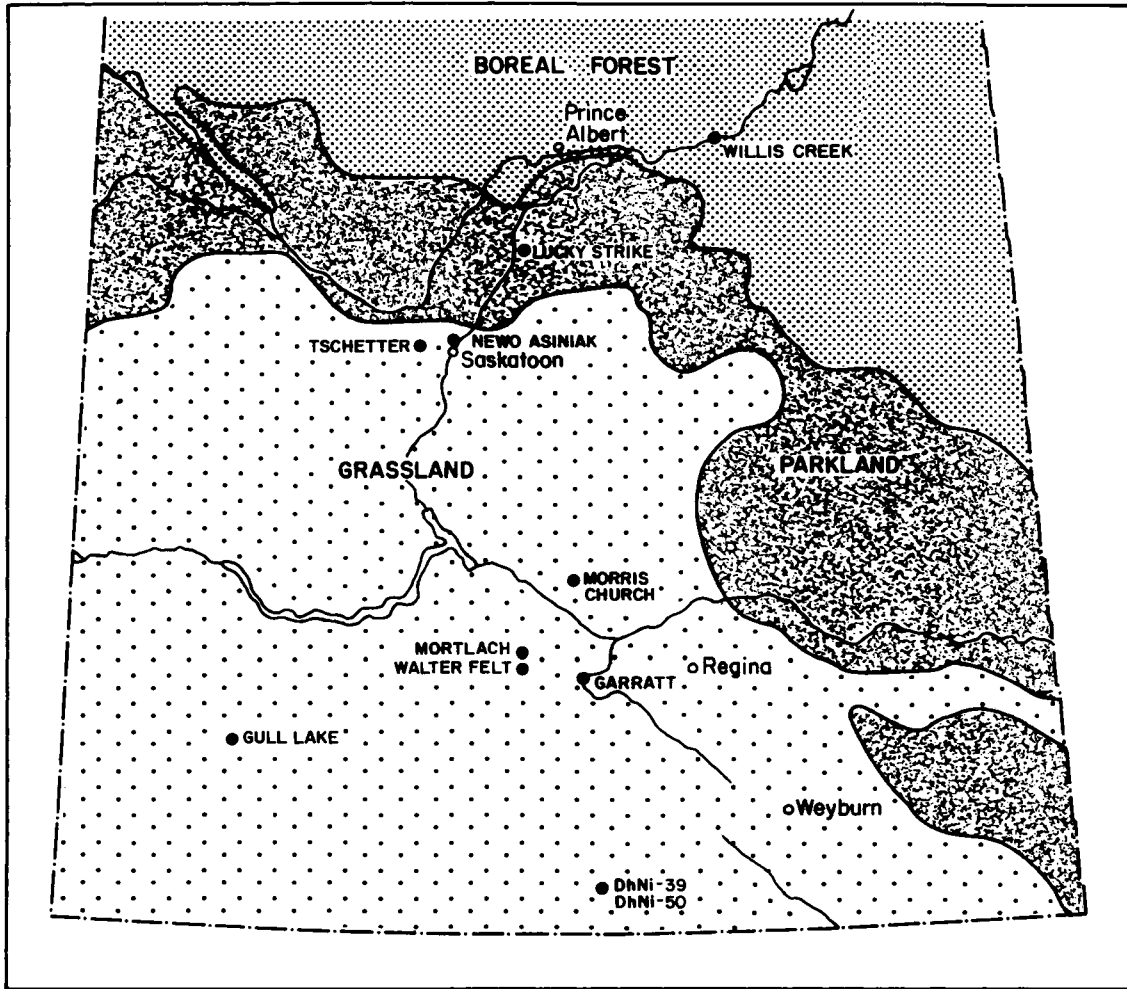 BOREAL FOREST
Prince
Albert
WILLIS CREEK
LUCKY STRIKE
TSCHETTER
NEWO ASINIAK
Saskatoon
GRASSLAND
PARKLAND
MORRIS
CHURCH
MORTLACH
WALTER FELT
GARRATT
Regina
GULL LAKE
Weyburn
DhNi-39
DhNi-50